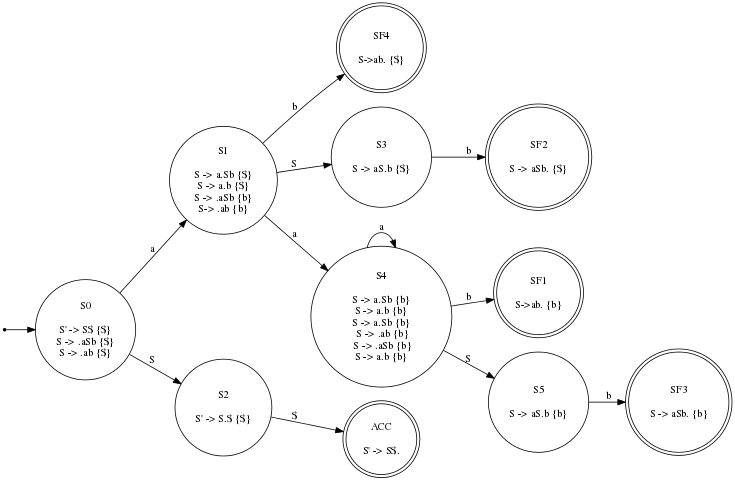 SF4
S->ab. {$}
b
S1
S -> a.Sb {$}
S -> a.b {$}
S -> .aSb {b}
S-> .ab {b}
S
S3
S -> aS.b {$}
b
SF2
S -> aSb. {$}
a
a
a
S4
S -> a.Sb {b}
S -> a.b {b}
S -> a.Sb {b}
S -> .ab {b}
S -> .aSb {b}
S -> a.b {b}
b
SF1
S->ab. {b}
S0
S' -> S$ {$}
S -> .aSb {$}
S -> .ab {$}
S
S2
S' -> S.$ {$}
$
ACC
S' -> S$.
S
S5
S -> aS.b {b}
b
SF3
S -> aSb. {b}